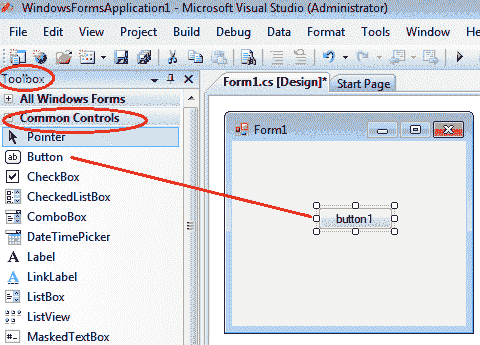 WindowsFormsApplication1 - Microsoft Visual Studio (Administrator)
File Edit View Project Build Debug Data Format Tools Window
Toolbox
Form1.cs [Design]* Start Page
All Windows Forms
Common Controls
Pointer
Button
CheckBox
CheckedListBox
ComboBox
DateTimePicker
Label
LinkLabel
ListBox
ListView
MaskedTextBox
Form1
button1